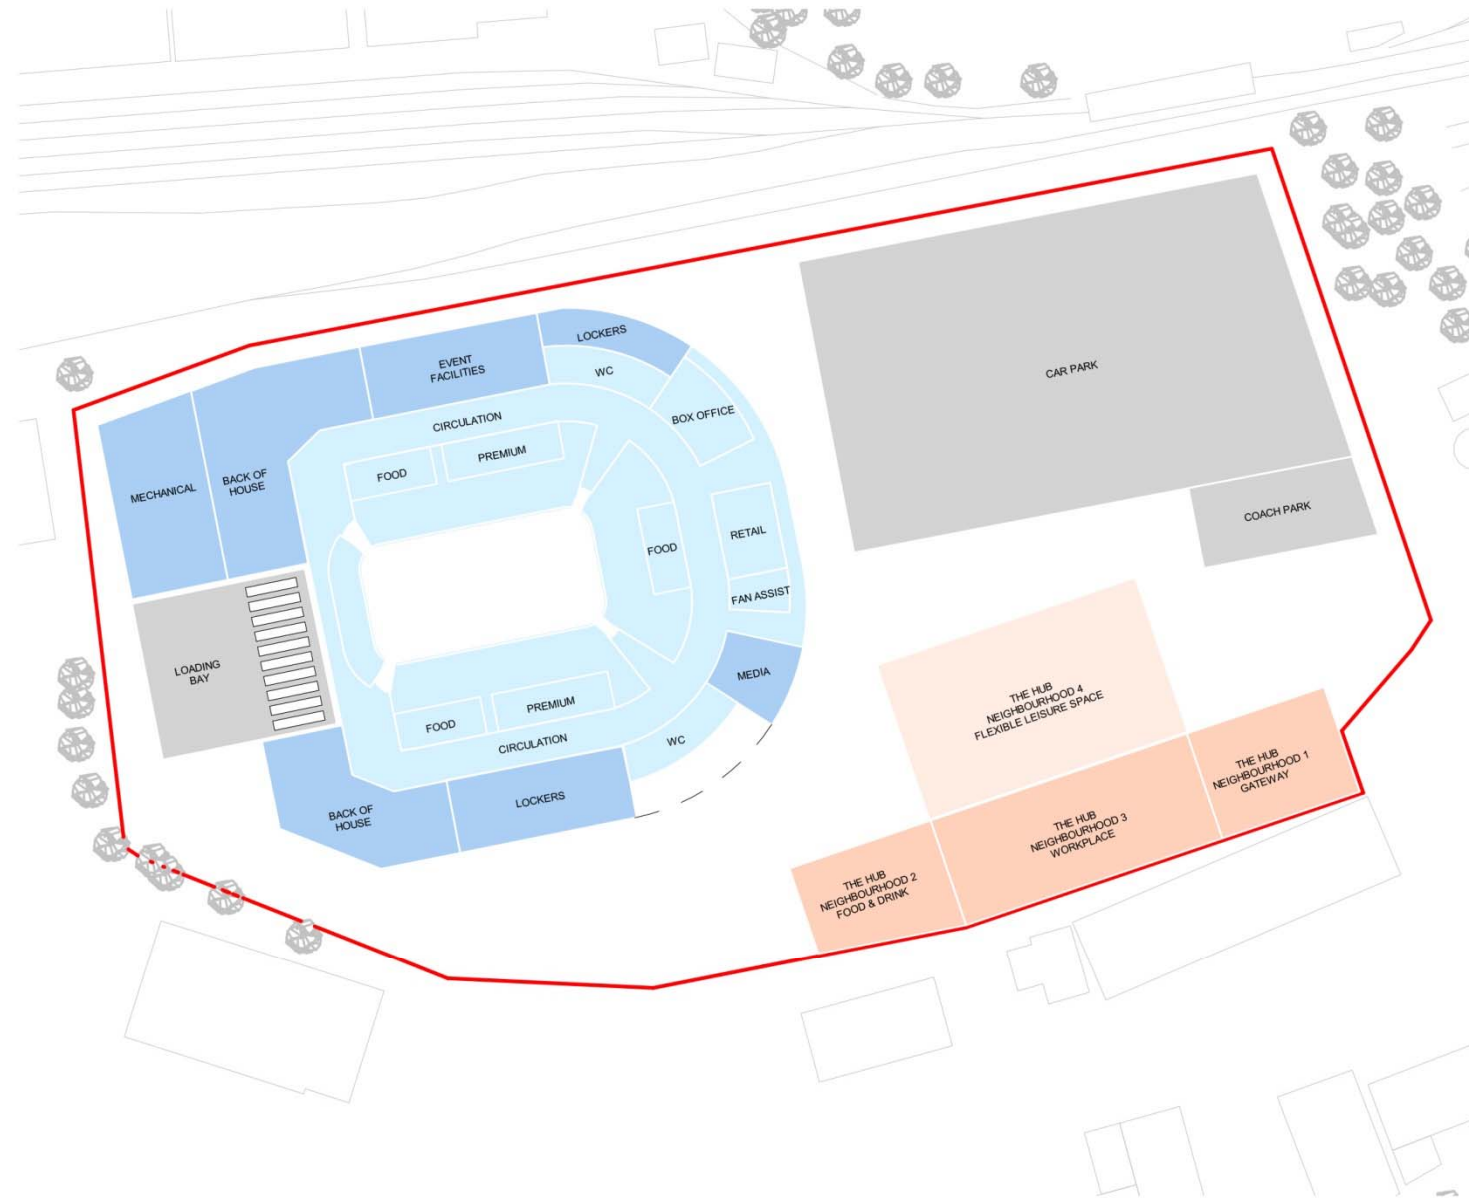 LOCKERS
EVENT
FACILITIES
WC
CAR PARK
BOX OFFICE
CIRCULATION
PREMIUM
FOOD
BACK OF
HOUSE
MECHANICAL
COACH PARK
RETAIL
FOOD
FAN ASSIST
LOADING
BAY
MEDIA
THE HUB
NEIGHBOURHOOD 4
FLEXIBLE LEISURE SPACE
PREMIUM
FOOD
CIRCULATION
WC
THE HUB
NEIGHBOURHOOD 1
GATEWAY
LOCKERS
BACK OF
HOUSE
THE HUB
NEIGHBOURHOOD 3
WORKPLACE
THE HUB
NEIGHBOURHOOD 2
FOOD & DRINK